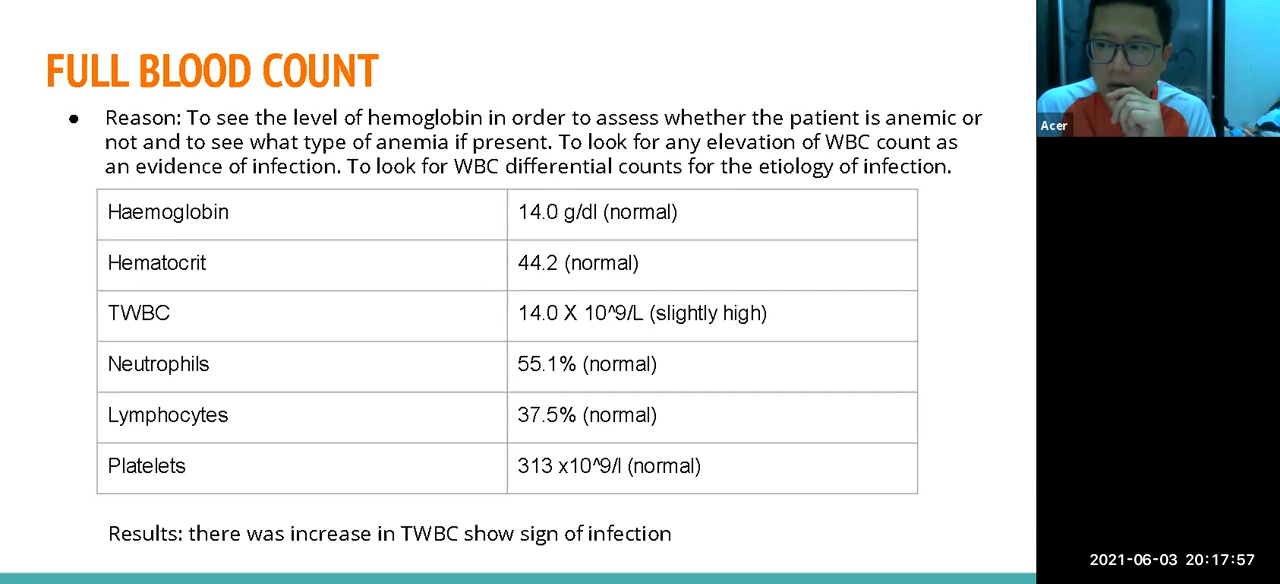 FULL BLOOD COUNT
● Reason: To see the level of hemoglobin in order to assess whether the patient is anemic or
not and to see what type of anemia if present. To look for any elevation of WBC count as
an evidence of infection. To look for WBC differential counts for the etiology of infection.
Haemoglobin 14.0 g/dl (normal)
Hematocrit 44.2 (normal)
TWBC 14.0 X 10^9/L (slightly high)
Neutrophils 55.1% (normal)
Lymphocytes 37.5% (normal)
Platelets 313 x10^9/l (normal)
Results: there was increase in TWBC show sign of infection
Acer
2021-06-03 20:17:57